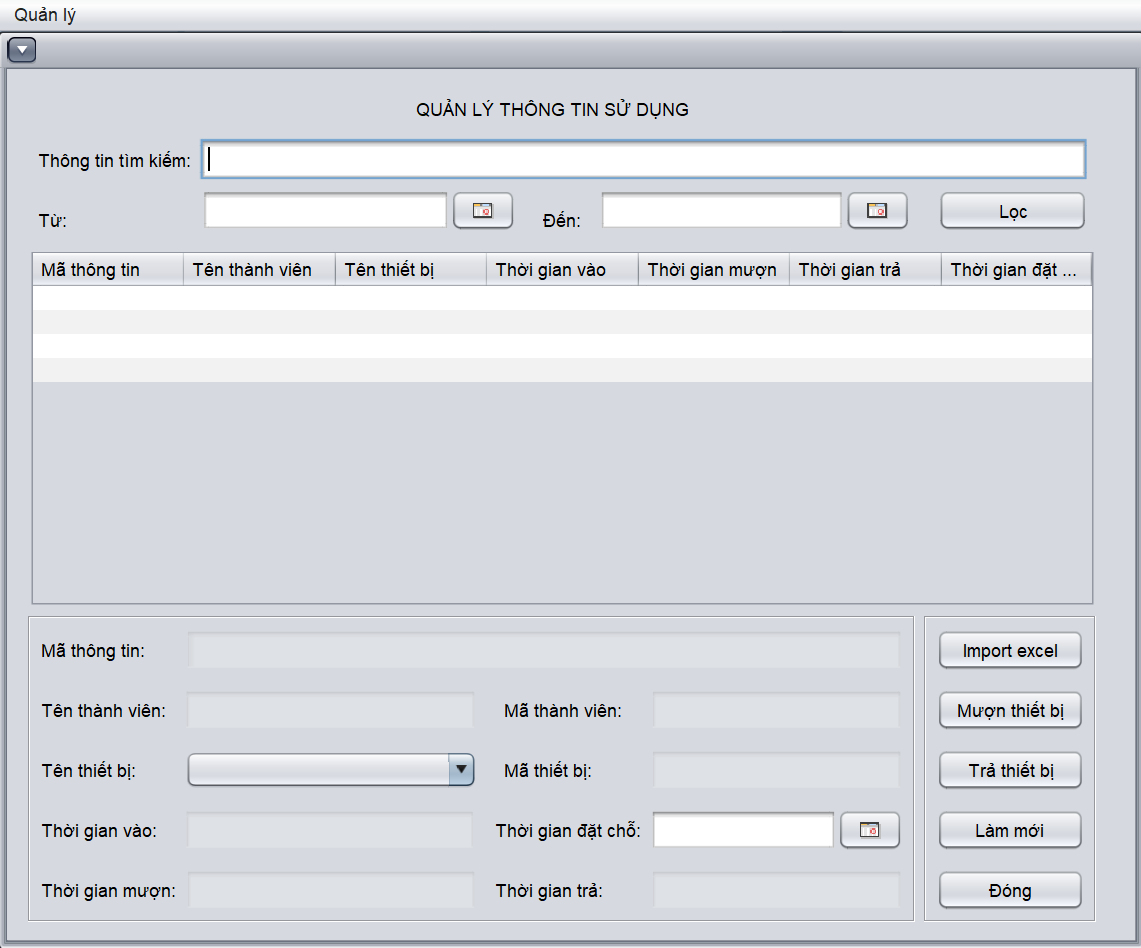 Quản lý
QUẢN LÝ THÔNG TIN SỬ DỤNG
Thông tin tìm kiếm:
Từ:
Đến:
Lọc
Mã thông tin Tên thành viên Tên thiết bị Thời gian vào Thời gian mượn Thời gian trả Thời gian đặt ...
Mã thông tin:
Tên thành viên:
Mã thành viên:
Tên thiết bị:
Mã thiết bị:
Thời gian vào:
Thời gian đặt chỗ:
Thời gian mượn:
Thời gian trả:
Import excel
Mượn thiết bị
Trả thiết bị
Làm mới
Đóng